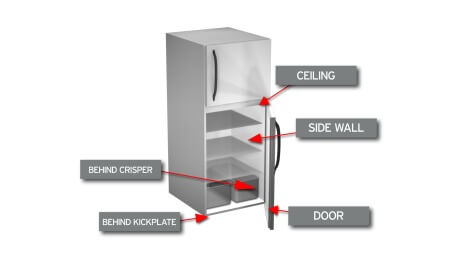 CEILING
SIDE WALL
BEHIND CRISPER
BEHIND KICKPLATE
DOOR